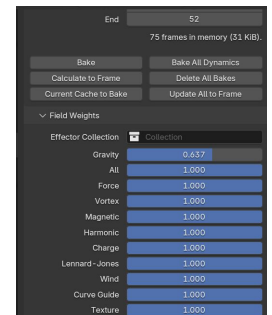 End 52
75 frames in memory (31 KiB).
Bake Bake All Dynamics
Calculate to Frame Delete All Bakes
Current Cache to Bake Update All to Frame
Field Weights
Effector Collection Collection
Gravity 0.637
All 1.000
Force 1.000
Vortex 1.000
Magnetic 1.000
Harmonic 1.000
Charge 1.000
Lennard-Jones 1.000
Wind 1.000
Curve Guide 1.000
Texture 1.000